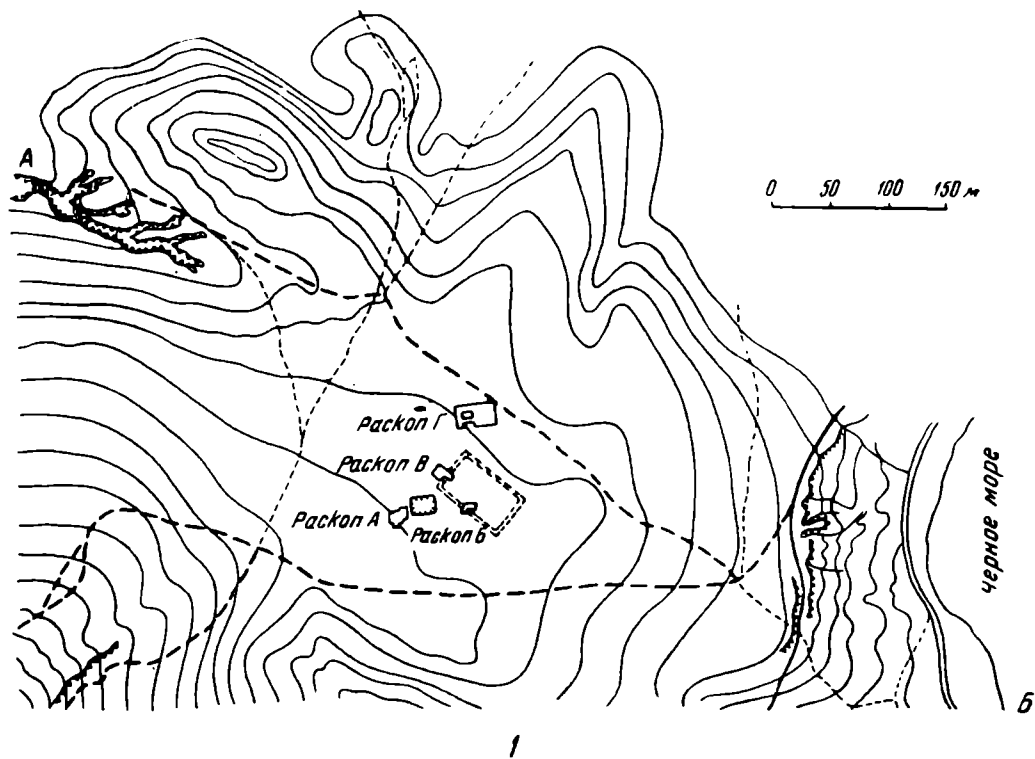 А
0 50 100 150 м
Раскоп Г
Раскоп В
Раскоп А
Раскоп Б
Черное море
Б
1